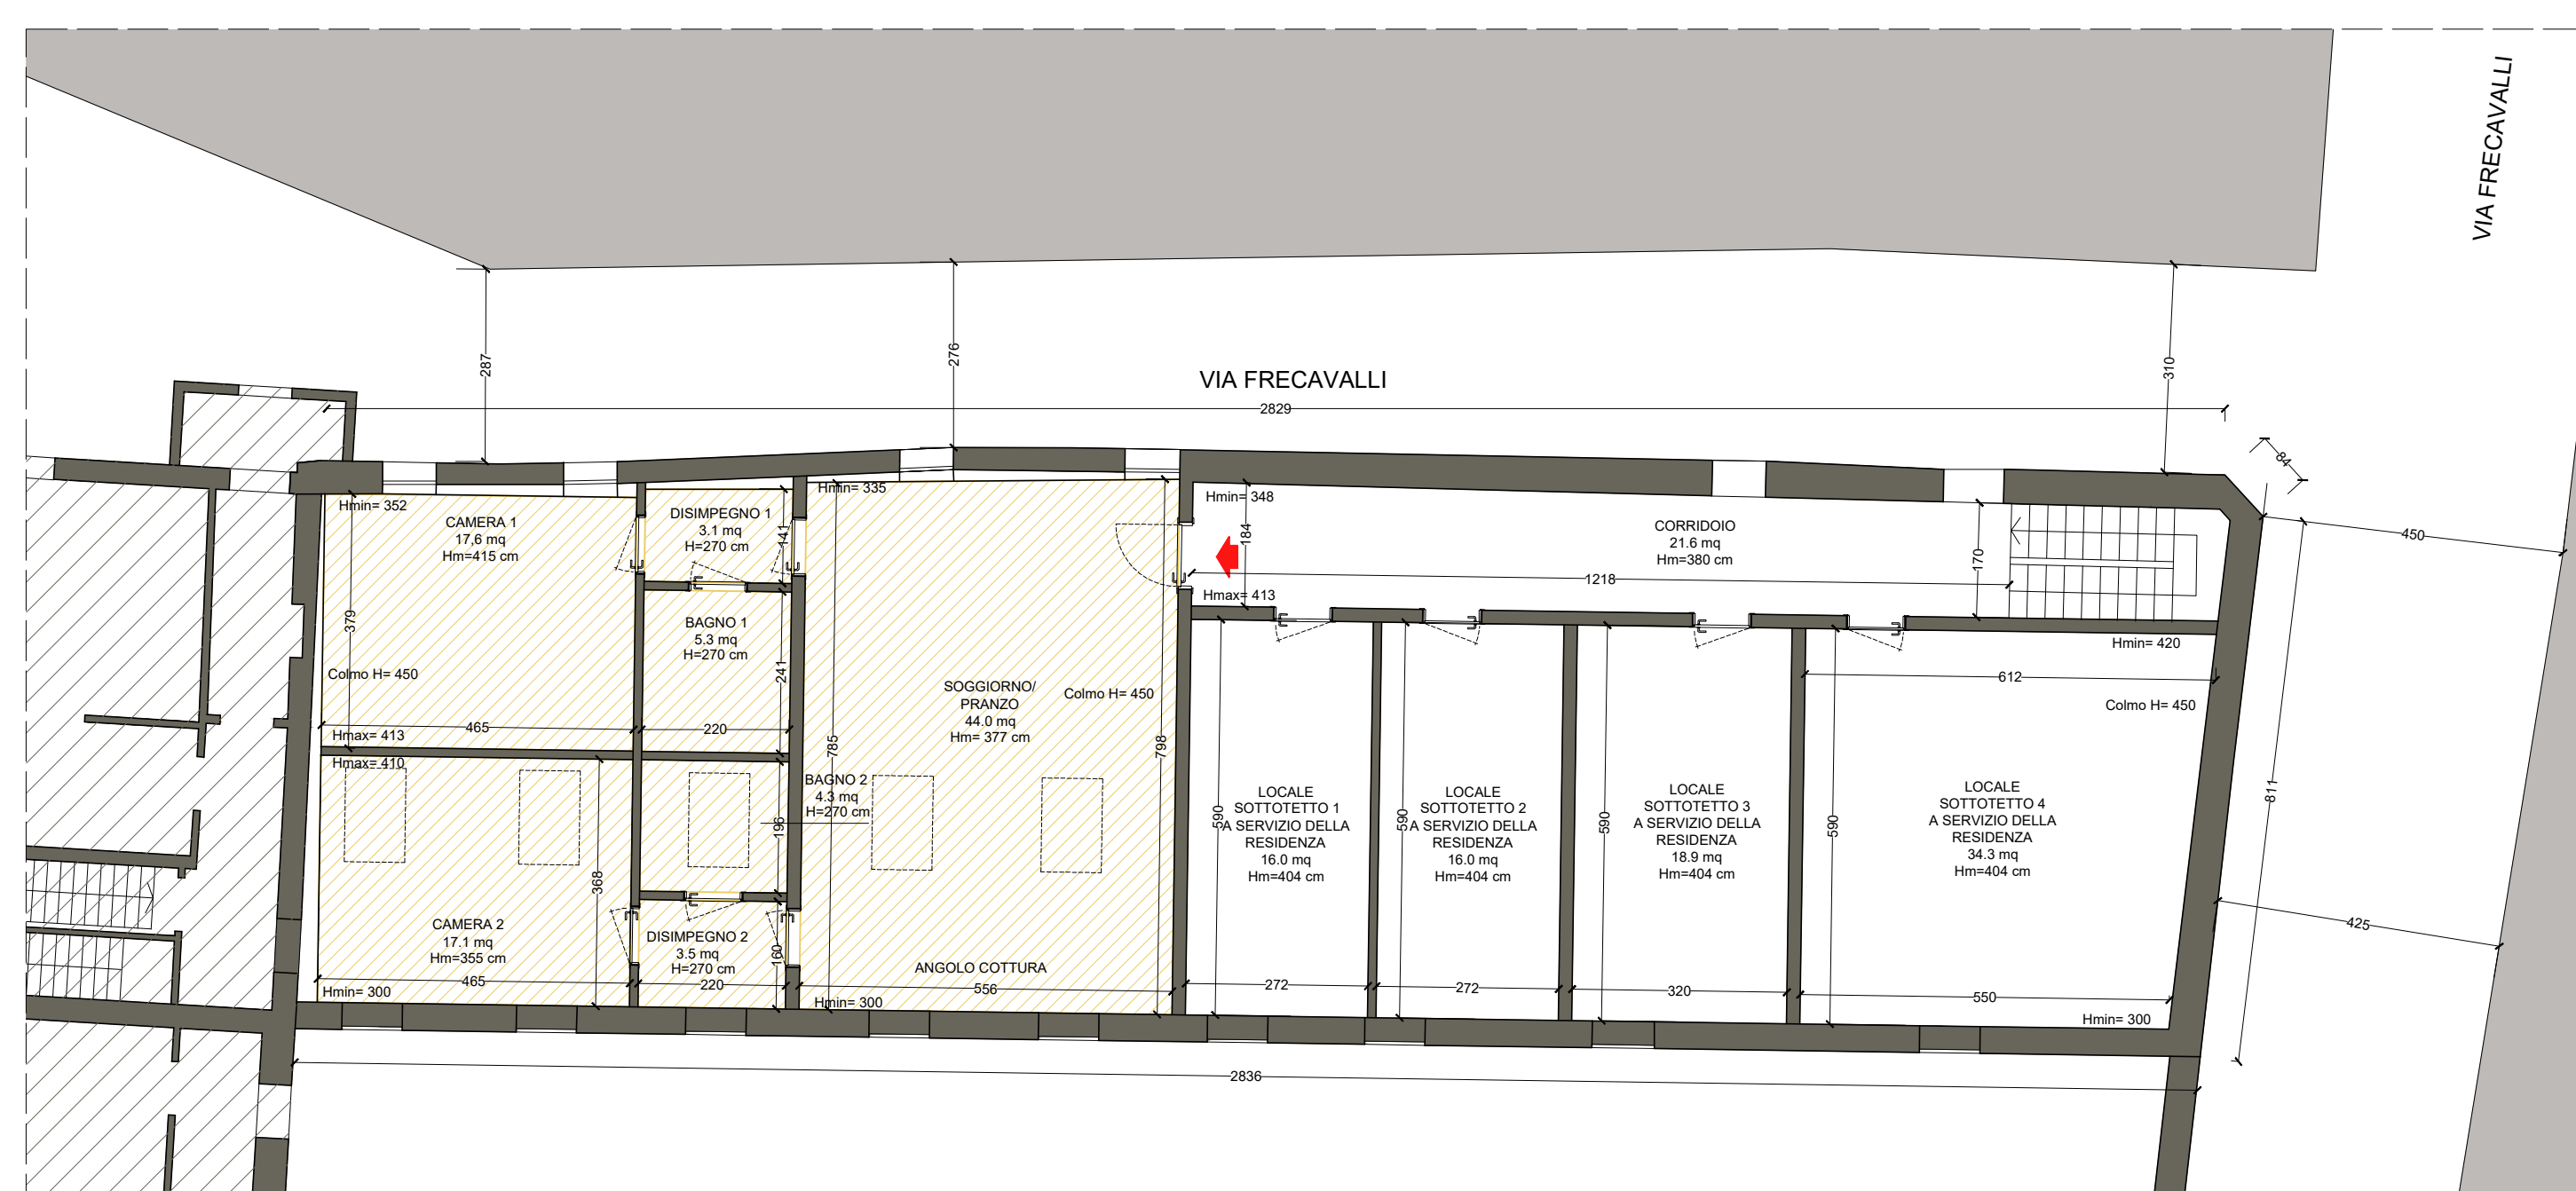 VIA FRECAVALLI
287
276
310
VIA FRECAVALLI
2829
84
450
Hmin= 352
CAMERA 1
17,6 mq
Hm=415 cm
379
Colmo H= 450
465
Hmax= 413
DISIMPEGNO 1
3.1 mq
H=270 cm
141
BAGNO 1
5.3 mq
H=270 cm
241
220
Hmin= 335
SOGGIORNO/
PRANZO
44.0 mq
Hm= 377 cm
Colmo H= 450
785
798
Hmin= 348
184
Hmax= 413
CORRIDOIO
21.6 mq
Hm=380 cm
1218
170
Hmin= 420
612
Colmo H= 450
811
Hmax= 410
CAMERA 2
17.1 mq
Hm=355 cm
368
465
Hmin= 300
BAGNO 2
4.3 mq
H=270 cm
196
DISIMPEGNO 2
3.5 mq
H=270 cm
160
220
ANGOLO COTTURA
556
Hmin= 300
LOCALE
SOTTOTETTO 1
A SERVIZIO DELLA
RESIDENZA
16.0 mq
Hm=404 cm
590
272
LOCALE
SOTTOTETTO 2
A SERVIZIO DELLA
RESIDENZA
16.0 mq
Hm=404 cm
590
272
LOCALE
SOTTOTETTO 3
A SERVIZIO DELLA
RESIDENZA
18.9 mq
Hm=404 cm
590
320
LOCALE
SOTTOTETTO 4
A SERVIZIO DELLA
RESIDENZA
34.3 mq
Hm=404 cm
590
550
Hmin= 300
425
2836